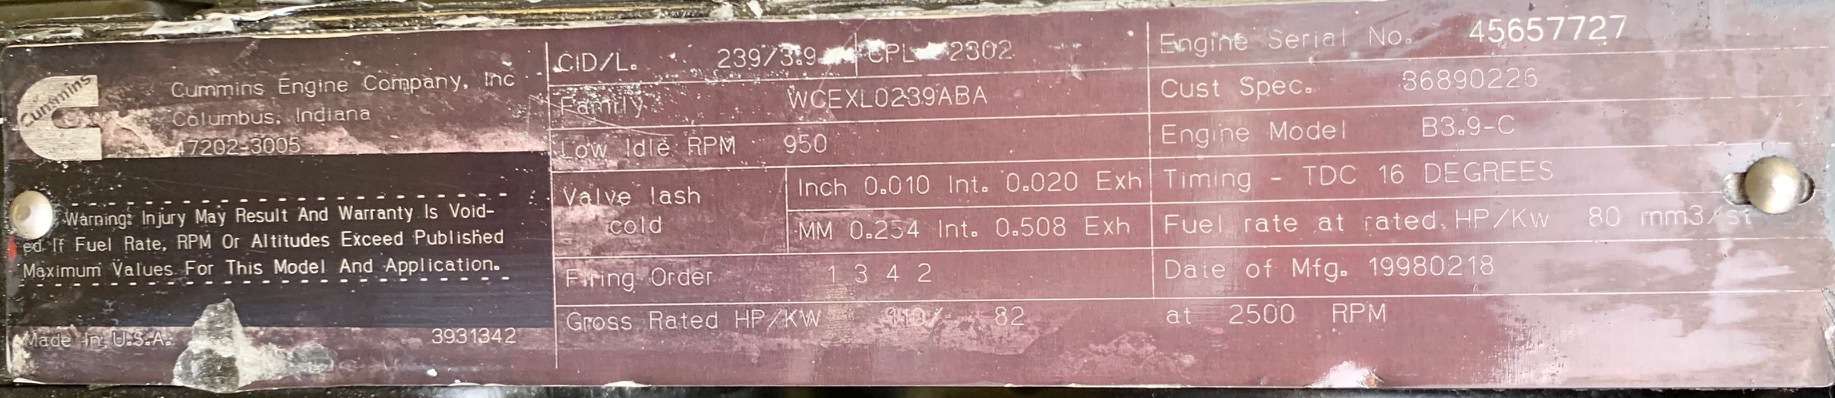 Cummins
Cummins Engine Company, Inc
Columbus, Indiana
47202-3005
Warning: Injury May Result And Warranty Is Void-
ed If Fuel Rate, RPM Or Altitudes Exceed Published
Maximum Values For This Model And Application.
Made In U.S.A. 3931342
CID/L. 239/3.9 CPL 2302
Family WCEXL0239ABA
Low Idle RPM 950
Valve lash cold
Inch 0.010 Int. 0.020 Exh
MM 0.254 Int. 0.508 Exh
Firing Order 1 3 4 2
Gross Rated HP/KW 110/ 82 at 2500 RPM
Engine Serial No. 45657727
Cust Spec. 36890226
Engine Model B3.9-C
Timing - TDC 16 DEGREES
Fuel rate at rated HP/KW 80 mm3/st
Date of Mfg. 19980218